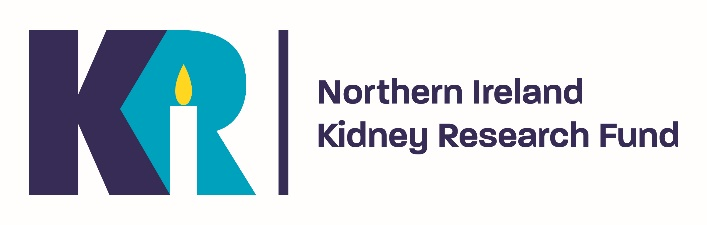 KR
Northern Ireland
Kidney Research Fund